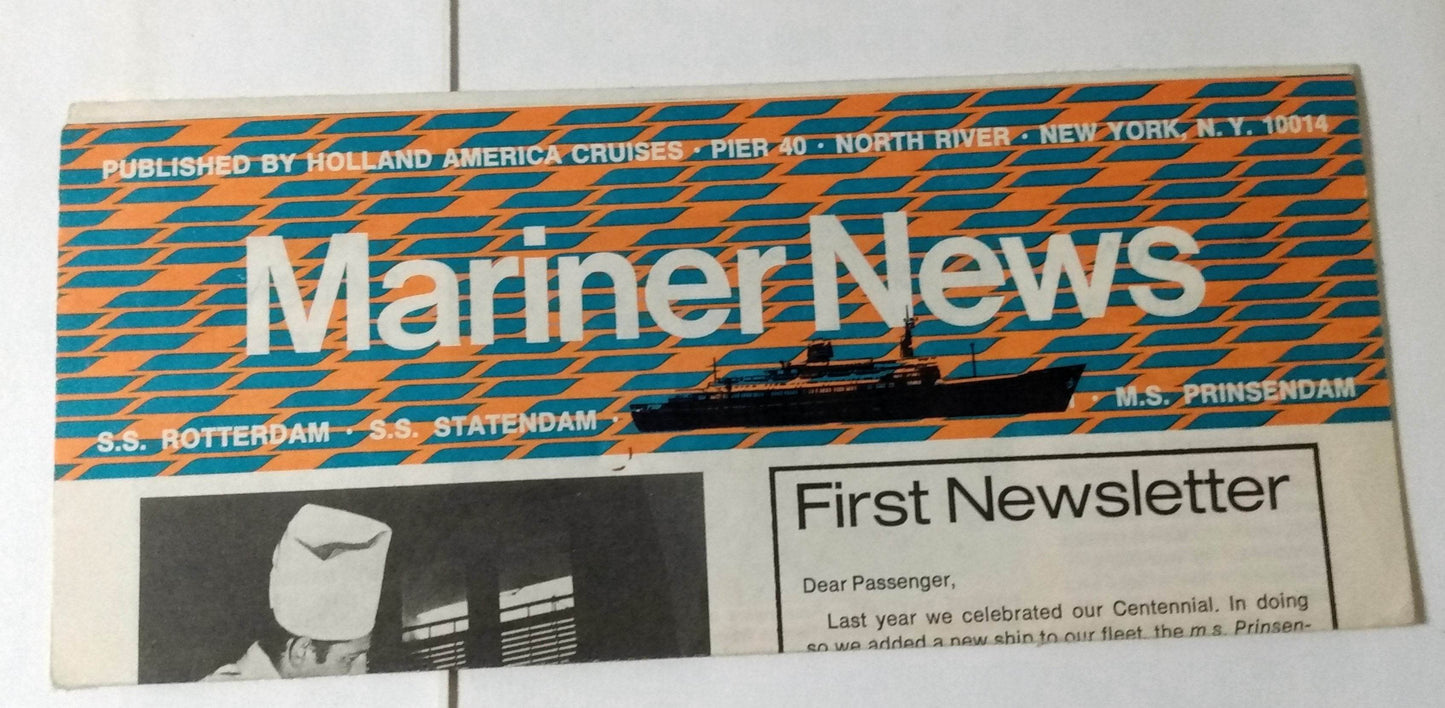 PUBLISHED BY HOLLAND AMERICA CRUISES · PIER 40 · NORTH RIVER · NEW YORK, N.Y. 10014
Mariner News
S.S. ROTTERDAM · S.S. STATENDAM · · M.S. PRINSENDAM
First Newsletter
Dear Passenger,
Last year we celebrated our Centennial. In doing
so we added a new ship to our fleet, the m.s. Prinsen-